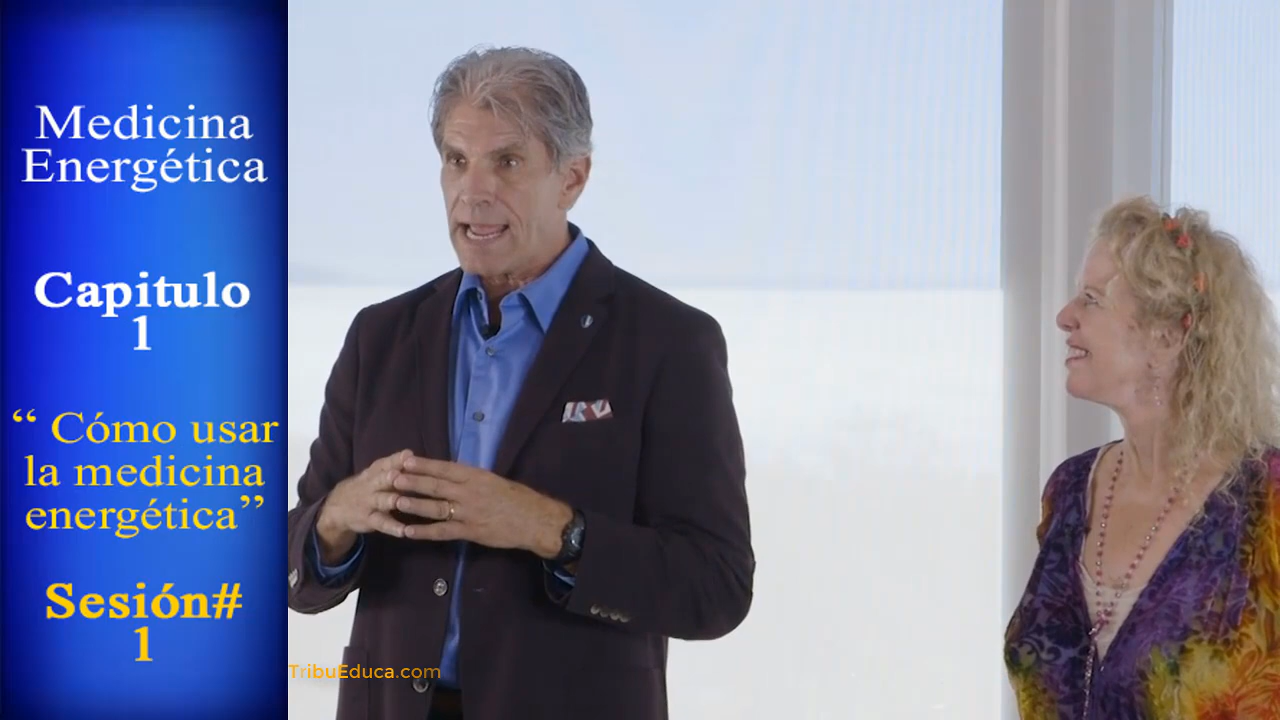 Medicina
Energética
Capitulo
1
“ Cómo usar
la medicina
energética”
Sesión#
1
TribuEduca.com